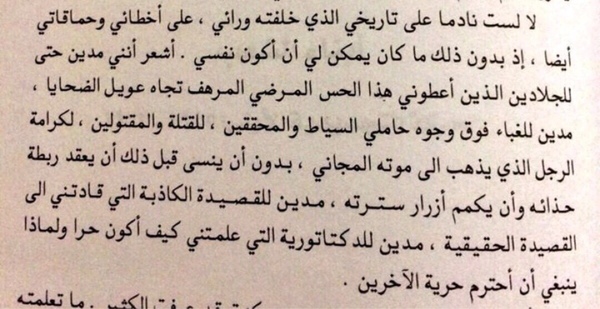 لا لست نادما على تاريخي الذي خلفته ورائي ، على أخطائي وحماقاتي
أيضا ، إذ بدون ذلك ما كان يمكن لي أن أكون نفسي . أشعر أنني مدين حتى
للجلادين الذين أعطوني هذا الحس المرضي المرهف تجاه عويل الضحايا ،
مدين للغباء فوق وجوه حاملي السياط والمحققين ، للقتلة والمقتولين ، لكرامة
الرجل الذي يذهب الى موته المجاني ، بدون أن ينسى قبل ذلك أن يعقد ربطة
حذائه وأن يكمم أزرار سترته ، مدين للقصيدة الكاذبة التي قادتني الى
القصيدة الحقيقية ، مدين للدكتاتورية التي علمتني كيف أكون حرا ولماذا
ينبغي أن أحترم حرية الآخرين .
الكثير . ما تعلمته